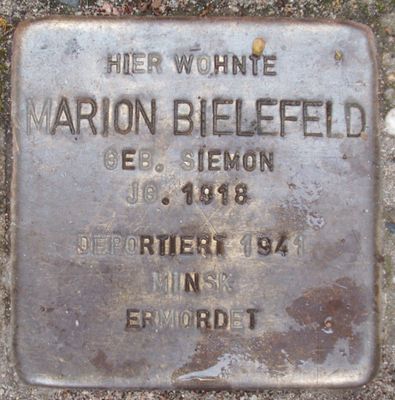 HIER WOHNTE
MARION BIELEFELD
GEB. SIEMON
JG. 1918
DEPORTIERT 1941
MINSK
ERMORDET